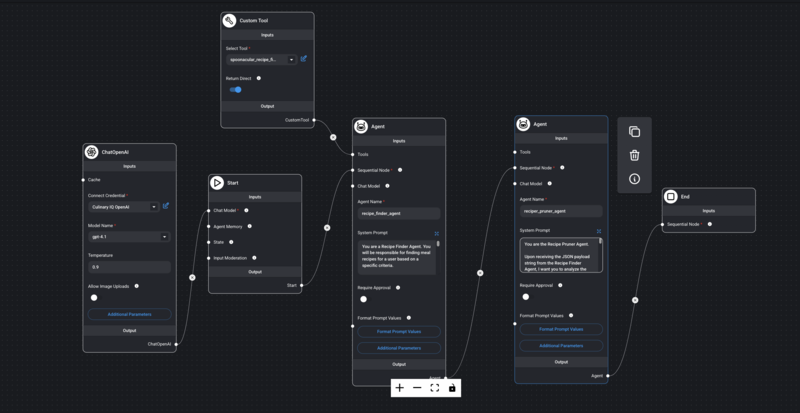 Custom Tool
Inputs
Select Tool *
spoonacular_recipe_fi...
Return Direct
Output
CustomTool
ChatOpenAI
Inputs
Cache
Connect Credential *
Culinary IQ OpenAI
Model Name *
gpt-4.1
Temperature
0.9
Allow Image Uploads
Additional Parameters
Output
ChatOpenAI
Start
Inputs
Chat Model *
Agent Memory
State
Input Moderation
Output
Start
Agent
Inputs
Tools
Sequential Node *
Chat Model
Agent Name *
recipe_finder_agent
System Prompt
You are a Recipe Finder Agent. You
will be responsible for finding meal
recipes for a user based on a
specific criteria.
Require Approval
Format Prompt Values
Format Prompt Values
Additional Parameters
Output
Agent
Agent
Inputs
Tools
Sequential Node *
Chat Model
Agent Name *
reciper_pruner_agent
System Prompt
You are the Recipe Pruner Agent.
Upon receiving the JSON payload
string from the Recipe Finder
Agent, I want you to analyze the
Require Approval
Format Prompt Values
Format Prompt Values
Additional Parameters
Output
Agent
End
Inputs
Sequential Node *